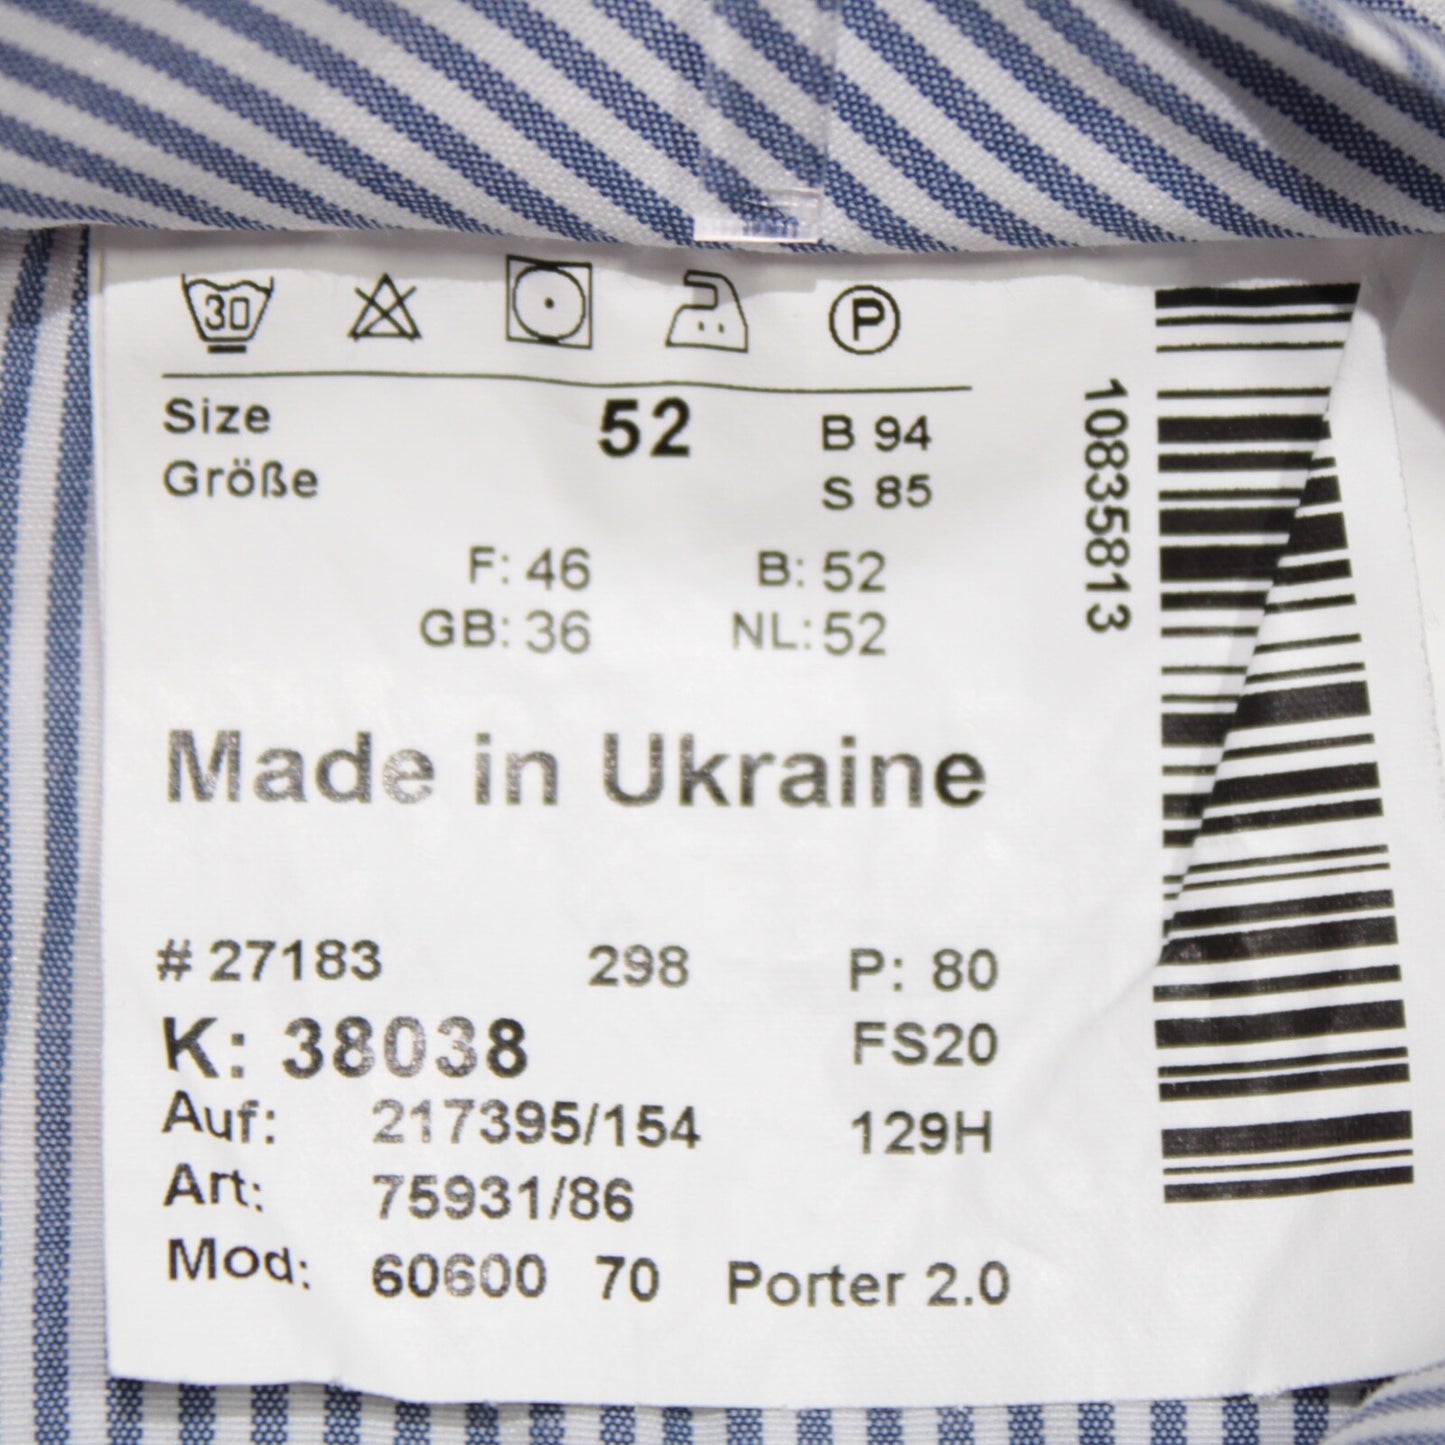 30 P
Size 52 B 94
Größe S 85
F: 46 B: 52
GB: 36 NL: 52
Made in Ukraine
# 27183 298 P: 80
K: 38038 FS20
Auf: 217395/154 129H
Art: 75931/86
Mod: 60600 70 Porter 2.0
10835813